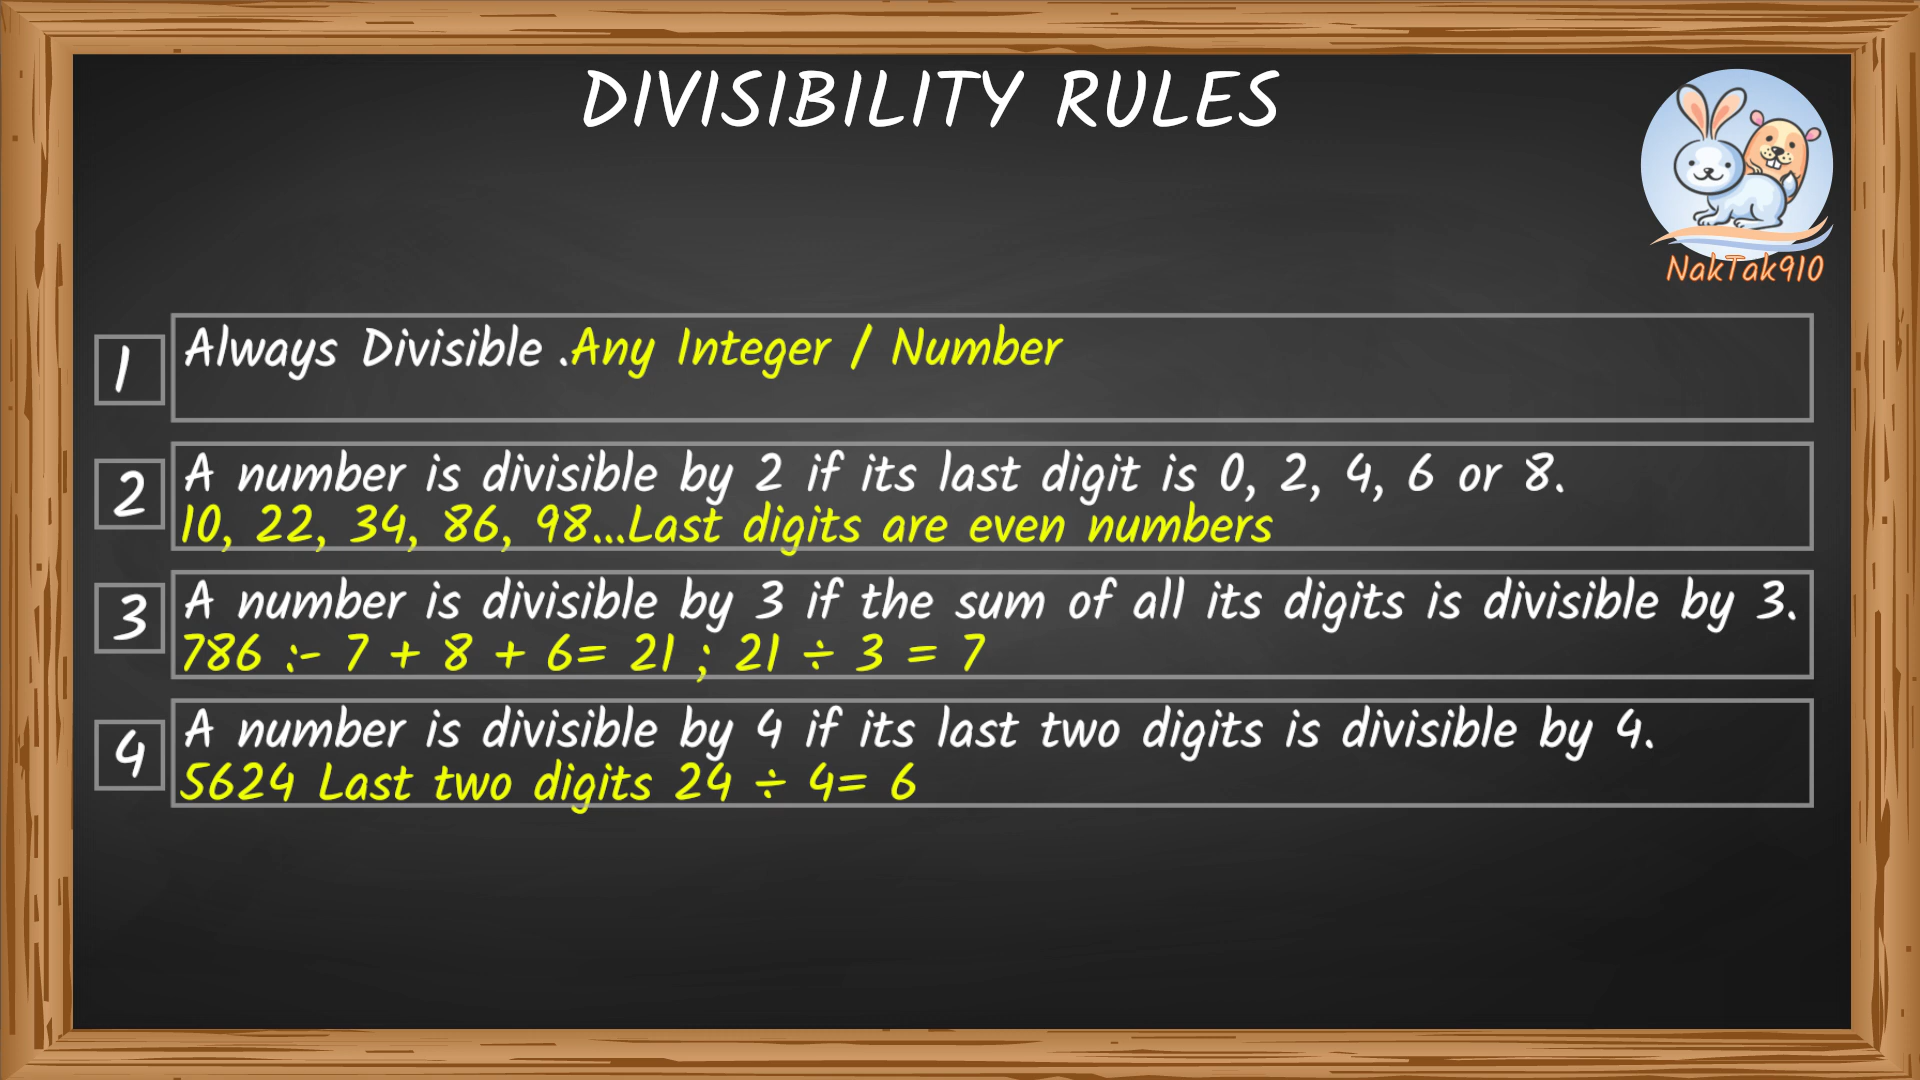 DIVISIBILITY RULES
NakTak910
1
Always Divisible .Any Integer / Number
2
A number is divisible by 2 if its last digit is 0, 2, 4, 6 or 8.
10, 22, 34, 86, 98...Last digits are even numbers
3
A number is divisible by 3 if the sum of all its digits is divisible by 3.
786 :- 7 + 8 + 6= 21 ; 21 ÷ 3 = 7
4
A number is divisible by 4 if its last two digits is divisible by 4.
5624 Last two digits 24 ÷ 4= 6